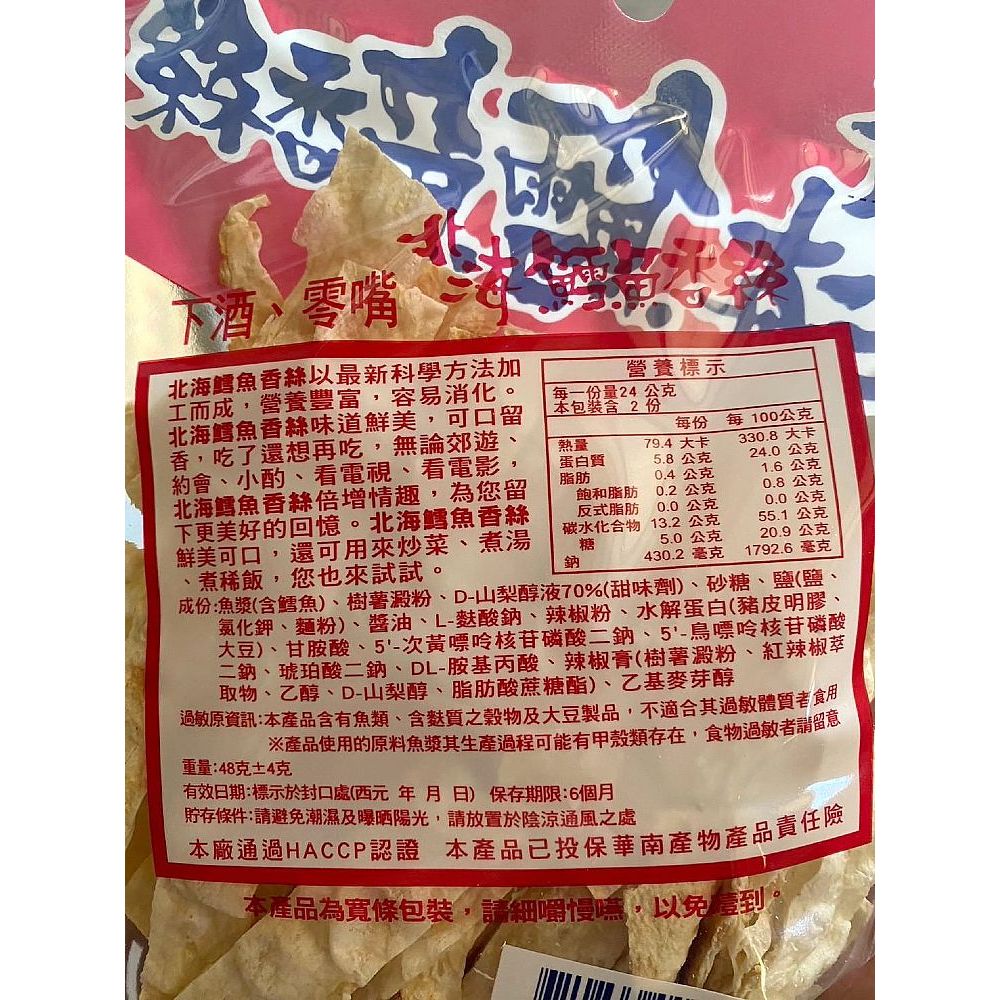 北海鱈魚香絲
下酒、零嘴
北海鱈魚香絲以最新科學方法加
工而成，營養豐富，容易消化。
北海鱈魚香絲味道鮮美，可口留
香，吃了還想再吃，無論郊遊、
約會、小酌、看電視、看電影，
北海鱈魚香絲倍增情趣，為您留
下更美好的回憶。北海鱈魚香絲
鮮美可口，還可用來炒菜、煮湯
、煮稀飯，您也來試試。
營養標示
每一份量24 公克
本包裝含 2 份
每份 每 100公克
熱量 79.4 大卡 330.8 大卡
蛋白質 5.8 公克 24.0 公克
脂肪 0.4 公克 1.6 公克
飽和脂肪 0.2 公克 0.8 公克
反式脂肪 0.0 公克 0.0 公克
碳水化合物 13.2 公克 55.1 公克
糖 5.0 公克 20.9 公克
鈉 430.2 毫克 1792.6 毫克
成份:魚漿(含鱈魚)、樹薯澱粉、D-山梨醇液70%(甜味劑)、砂糖、鹽(鹽、
氯化鉀、麵粉)、醬油、L-麩酸鈉、辣椒粉、水解蛋白(豬皮明膠、
大豆)、甘胺酸、5'-次黃嘌呤核苷磷酸二鈉、5'-鳥嘌呤核苷磷酸
二鈉、琥珀酸二鈉、DL-胺基丙酸、辣椒膏(樹薯澱粉、紅辣椒萃
取物、乙醇、D-山梨醇、脂肪酸蔗糖酯)、乙基麥芽醇
過敏原資訊:本產品含有魚類、含麩質之穀物及大豆製品，不適合其過敏體質者食用
※產品使用的原料魚漿其生產過程可能有甲殼類存在，食物過敏者請留意
重量:48克±4克
有效日期:標示於封口處(西元 年 月 日) 保存期限:6個月
貯存條件:請避免潮濕及曝晒陽光，請放置於陰涼通風之處
本廠通過HACCP認證 本產品已投保華南產物產品責任險
本產品為寬條包裝，請細嚼慢嚥，以免噎到。